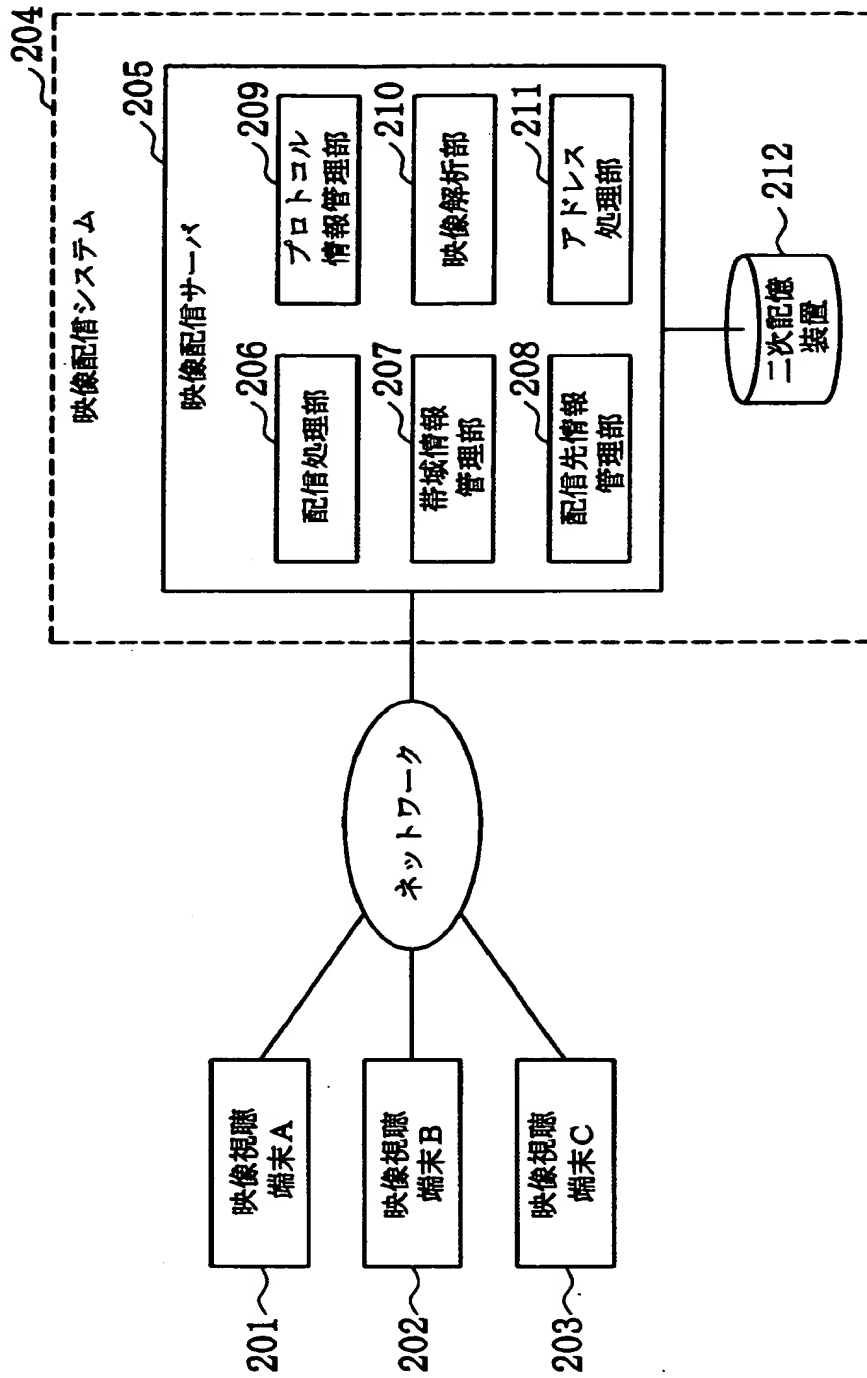 204
映像配信システム
205
映像配信サーバ
206
配信処理部
209
プロトコル
情報管理部
207
帯域情報
管理部
210
映像解析部
208
配信先情報
管理部
211
アドレス
処理部
212
二次記憶
装置
ネットワーク
201
映像視聴
端末A
202
映像視聴
端末B
203
映像視聴
端末C